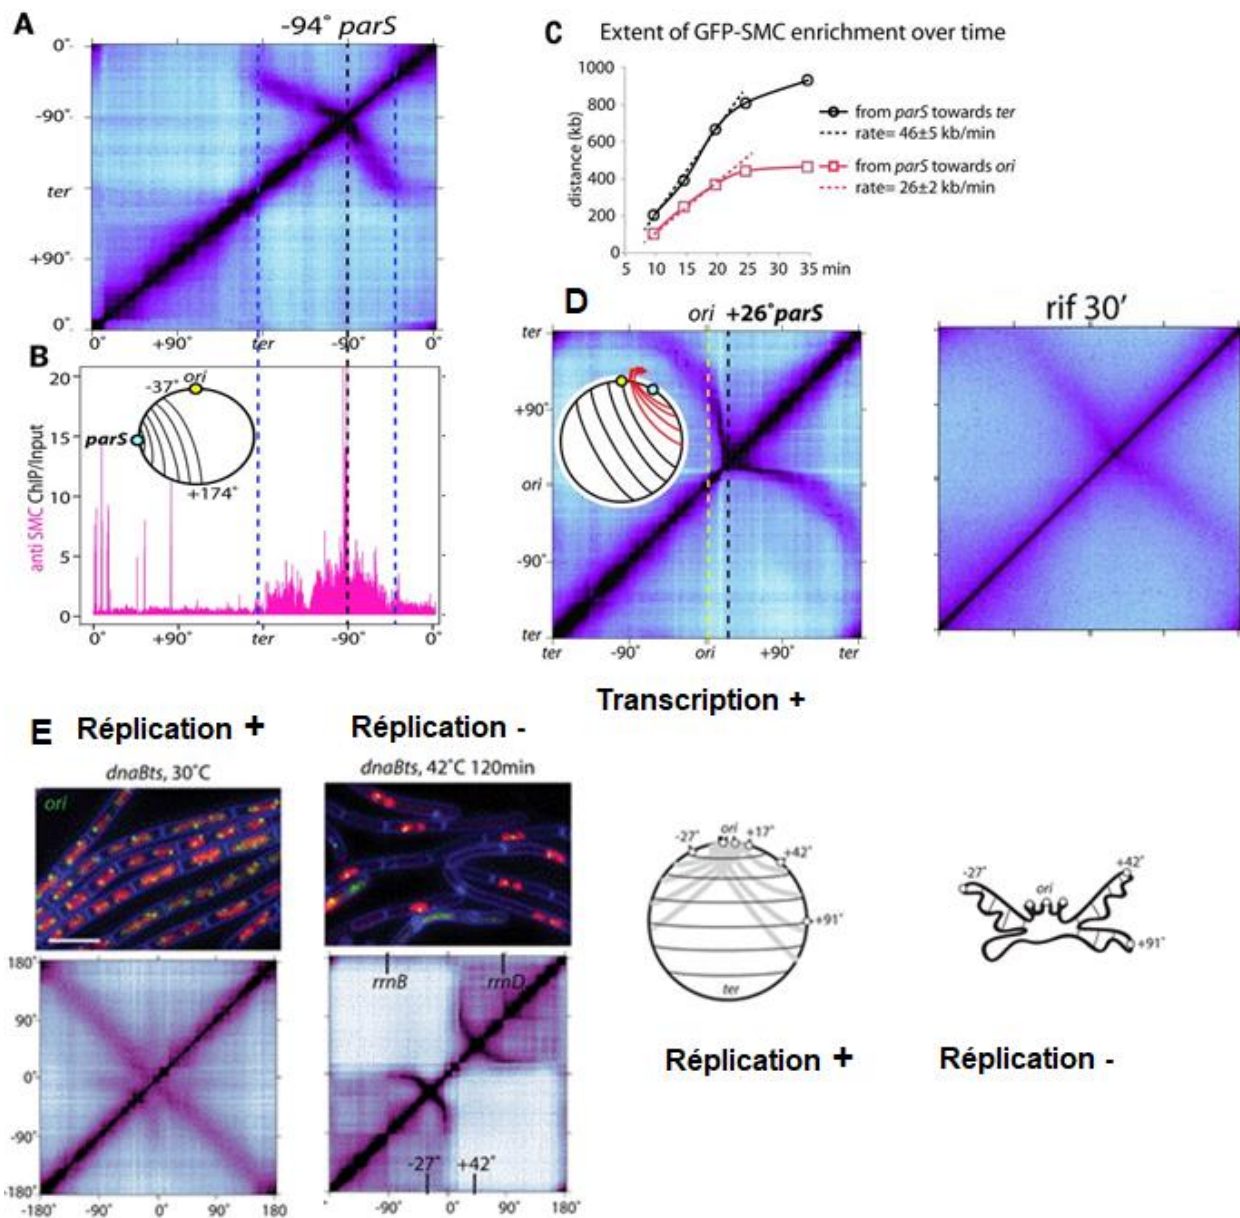 A
-94° parS
0°
-90°
ter
+90°
0°
0°
+90°
ter
-90°
0°
B
20
15
10
5
0
anti SMC ChIP/Input
-37°
ori
parS
+174°
0°
+90°
ter
-90°
0°
C
Extent of GFP-SMC enrichment over time
1000
800
600
400
200
0
distance (kb)
5 10 15 20 25 30 35 min
from parS towards ter
rate= 46±5 kb/min
from parS towards ori
rate= 26±2 kb/min
D
ori +26° parS
ter
+90°
ori
-90°
ter
ter
-90°
ori
+90°
ter
rif 30'
Transcription +
E
Réplication +
Réplication -
dnaBts, 30°C
dnaBts, 42°C 120min
ori
180°
90°
0°
-90°
-180°
-180°
-90°
0°
90°
180°
rrnB
rrnD
-27°
+42°
-90°
0°
90°
180°
-27°
ori
+17°
+42°
+91°
ter
-27°
ori
+42°
+91°
Réplication +
Réplication -